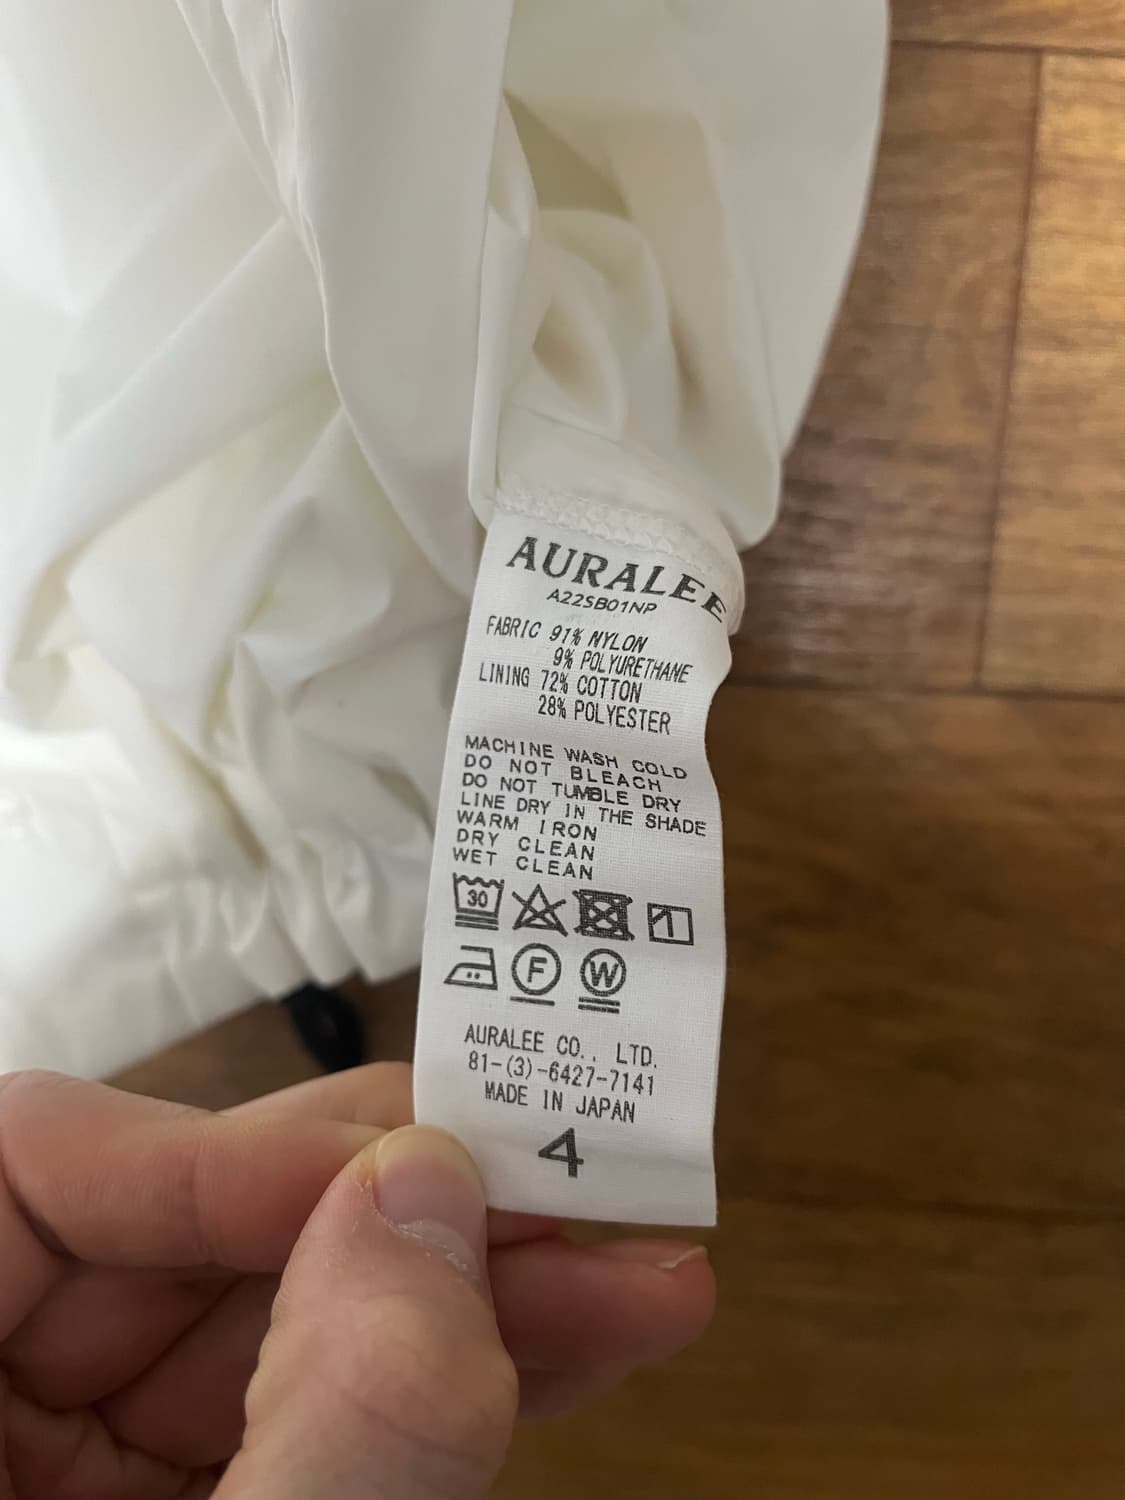 AURALEE
A22SB01NP
FABRIC 91% NYLON
9% POLYURETHANE
LINING 72% COTTON
28% POLYESTER
MACHINE WASH COLD
DO NOT BLEACH
DO NOT TUMBLE DRY
LINE DRY IN THE SHADE
WARM IRON
DRY CLEAN
WET CLEAN
30
F W
AURALEE CO., LTD.
81-(3)-6427-7141
MADE IN JAPAN
4